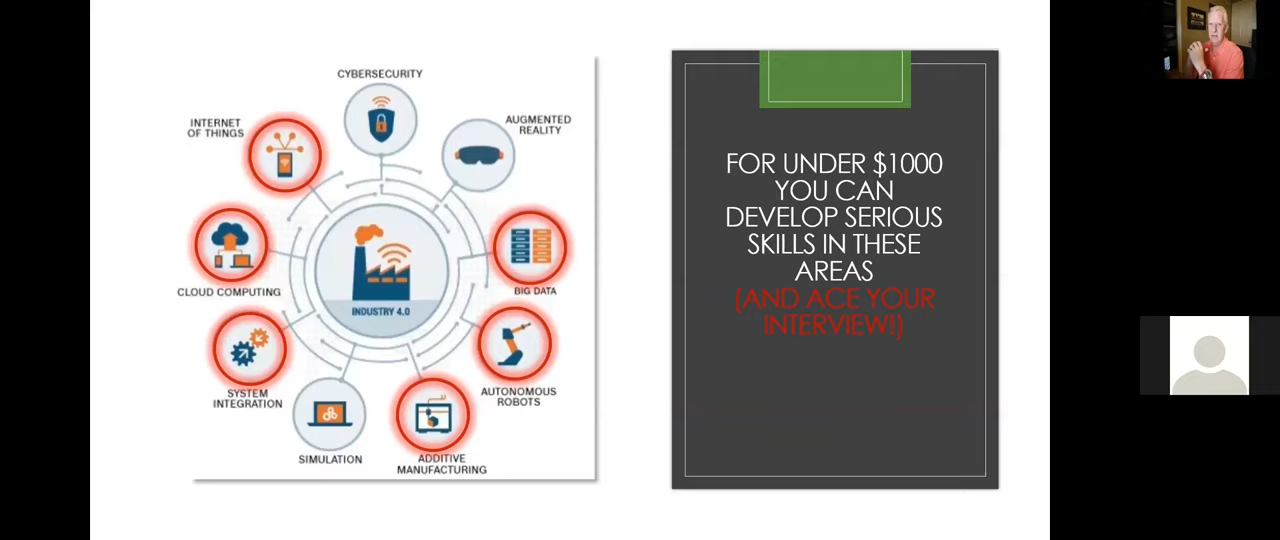 CYBERSECURITY
AUGMENTED
REALITY
INTERNET
OF THINGS
BIG DATA
CLOUD COMPUTING
INDUSTRY 4.0
AUTONOMOUS
ROBOTS
SYSTEM
INTEGRATION
SIMULATION
ADDITIVE
MANUFACTURING
FOR UNDER $1000
YOU CAN
DEVELOP SERIOUS
SKILLS IN THESE
AREAS
(AND ACE YOUR
INTERVIEW!)